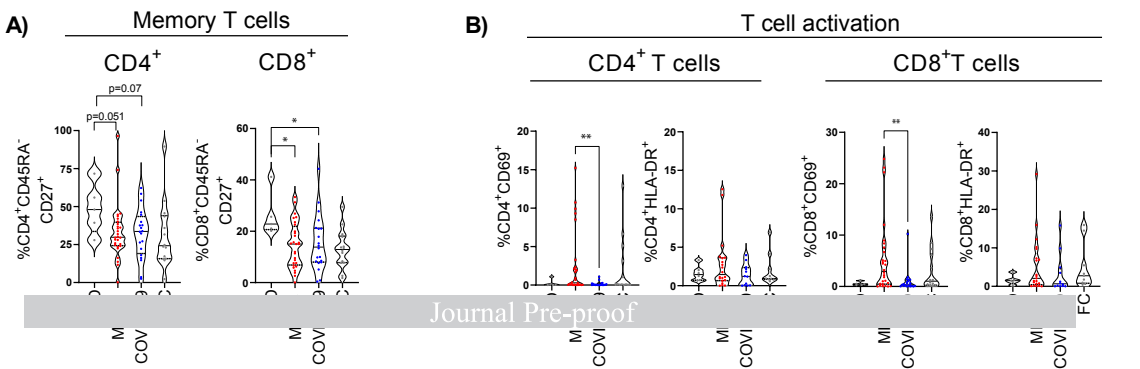 A)
Memory T cells
CD4+
CD8+
p=0.07
p=0.051
100
75
50
25
0
%CD4+CD45RA-
CD27+
*
*
60
40
20
0
%CD8+CD45RA-
CD27+
B)
T cell activation
CD4+ T cells
CD8+T cells
**
20
15
10
5
0
%CD4+CD69+
20
15
10
5
0
%CD4+HLA-DR+
**
30
20
10
0
%CD8+CD69+
40
30
20
10
0
%CD8+HLA-DR+
Journal Pre-proof
FC